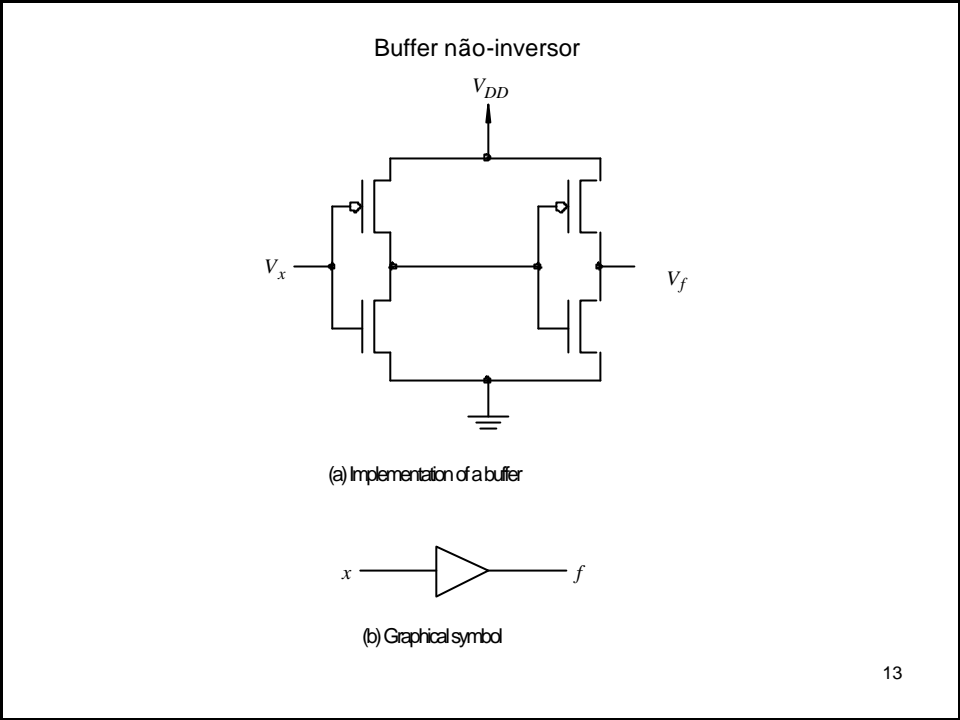 Buffer não-inversor
V_DD
V_x
V_f
(a) Implementation of a buffer
x f
(b) Graphical symbol
13